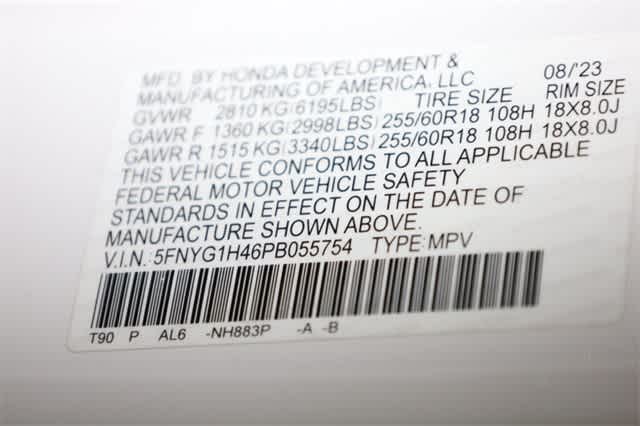 MFD. BY HONDA DEVELOPMENT &
MANUFACTURING OF AMERICA, LLC 08/'23
GVWR 2810 KG(6195LBS) TIRE SIZE RIM SIZE
GAWR F 1360 KG(2998LBS) 255/60R18 108H 18X8.0J
GAWR R 1515 KG(3340LBS) 255/60R18 108H 18X8.0J
THIS VEHICLE CONFORMS TO ALL APPLICABLE
FEDERAL MOTOR VEHICLE SAFETY
STANDARDS IN EFFECT ON THE DATE OF
MANUFACTURE SHOWN ABOVE.
V.I.N.: 5FNYG1H46PB055754 TYPE: MPV
T90 P AL6 -NH883P -A -B